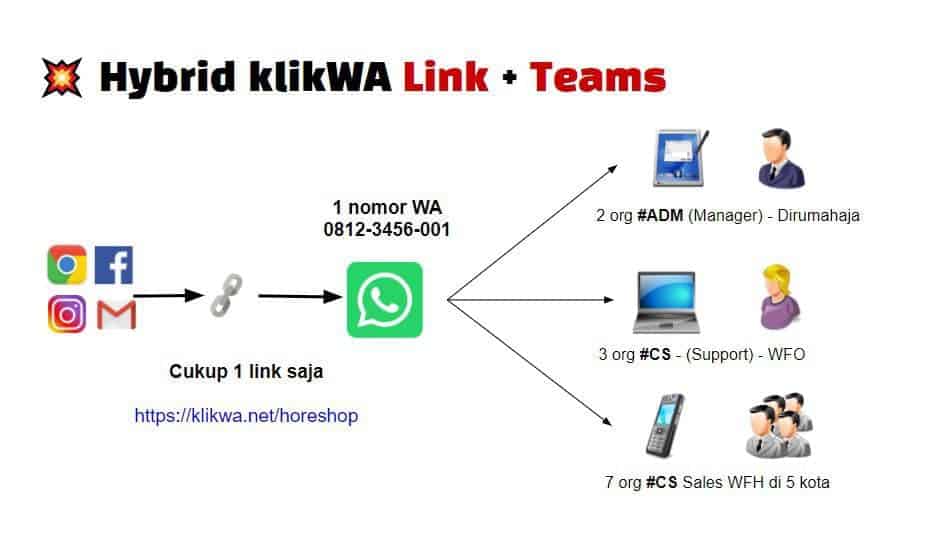 Hybrid klikWA Link + Teams
1 nomor WA
0812-3456-001
2 org #ADM (Manager) - Dirumahaja
3 org #CS - (Support) - WFO
Cukup 1 link saja
https://klikwa.net/horeshop
7 org #CS Sales WFH di 5 kota